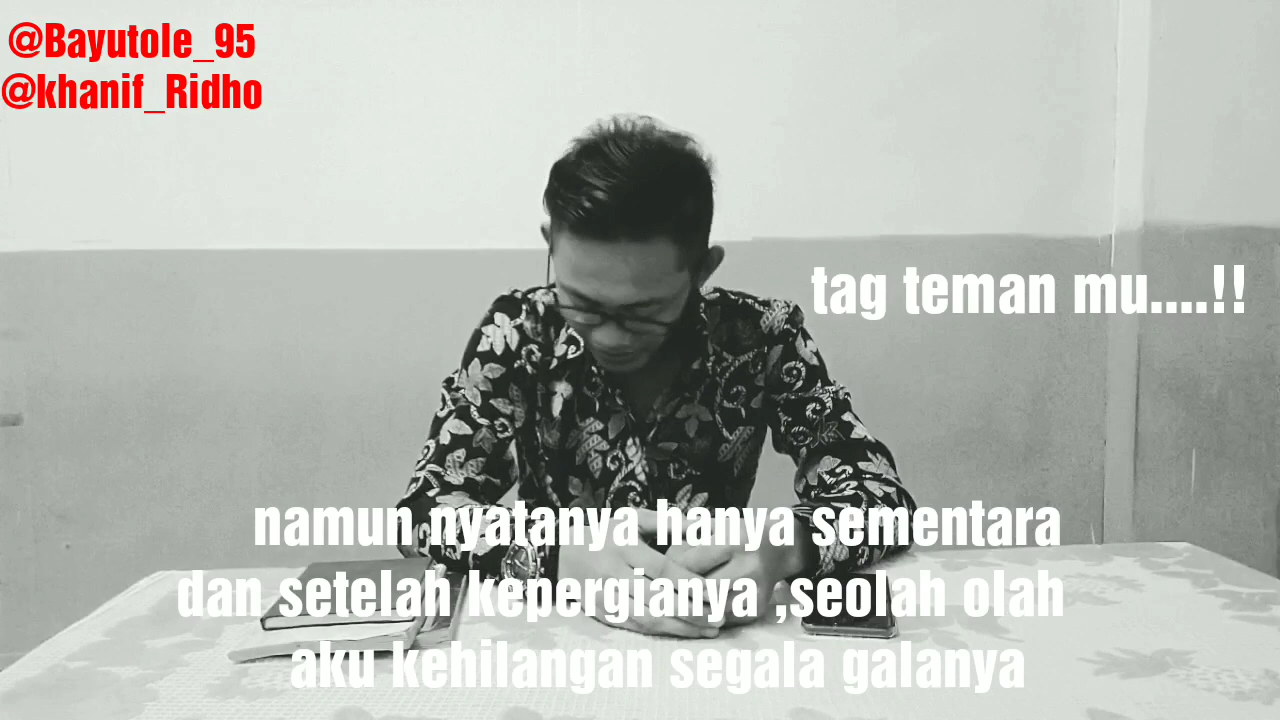 @Bayutole_95
@khanif_Ridho
tag teman mu....!!
namun nyatanya hanya sementara
dan setelah kepergianya ,seolah olah
aku kehilangan segala galanya